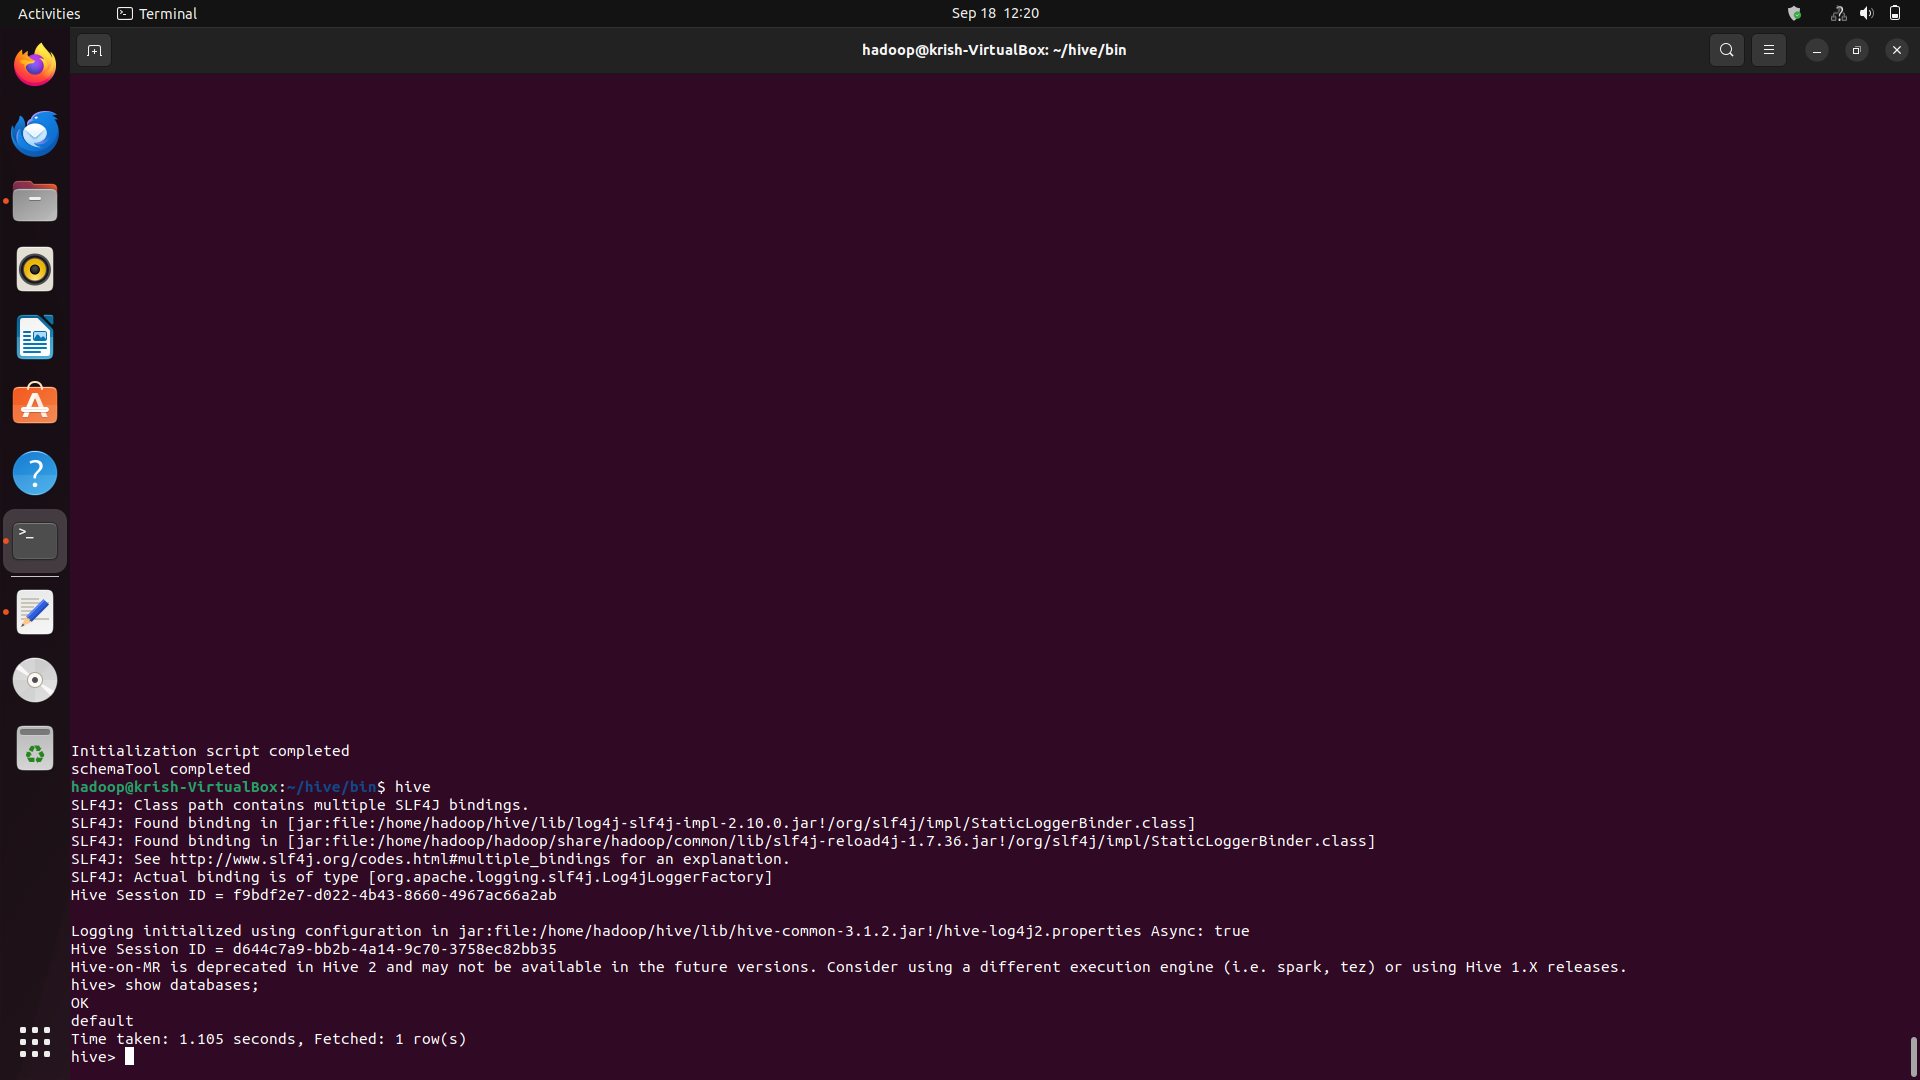 Activities
Terminal
Sep 18 12:20
hadoop@krish-VirtualBox: ~/hive/bin
Initialization script completed
schemaTool completed
hadoop@krish-VirtualBox:~/hive/bin$ hive
SLF4J: Class path contains multiple SLF4J bindings.
SLF4J: Found binding in [jar:file:/home/hadoop/hive/lib/log4j-slf4j-impl-2.10.0.jar!/org/slf4j/impl/StaticLoggerBinder.class]
SLF4J: Found binding in [jar:file:/home/hadoop/hadoop/share/hadoop/common/lib/slf4j-reload4j-1.7.36.jar!/org/slf4j/impl/StaticLoggerBinder.class]
SLF4J: See http://www.slf4j.org/codes.html#multiple_bindings for an explanation.
SLF4J: Actual binding is of type [org.apache.logging.slf4j.Log4jLoggerFactory]
Hive Session ID = f9bdf2e7-d022-4b43-8660-4967ac66a2ab
Logging initialized using configuration in jar:file:/home/hadoop/hive/lib/hive-common-3.1.2.jar!/hive-log4j2.properties Async: true
Hive Session ID = d644c7a9-bb2b-4a14-9c70-3758ec82bb35
Hive-on-MR is deprecated in Hive 2 and may not be available in the future versions. Consider using a different execution engine (i.e. spark, tez) or using Hive 1.X releases.
hive> show databases;
OK
default
Time taken: 1.105 seconds, Fetched: 1 row(s)
hive>